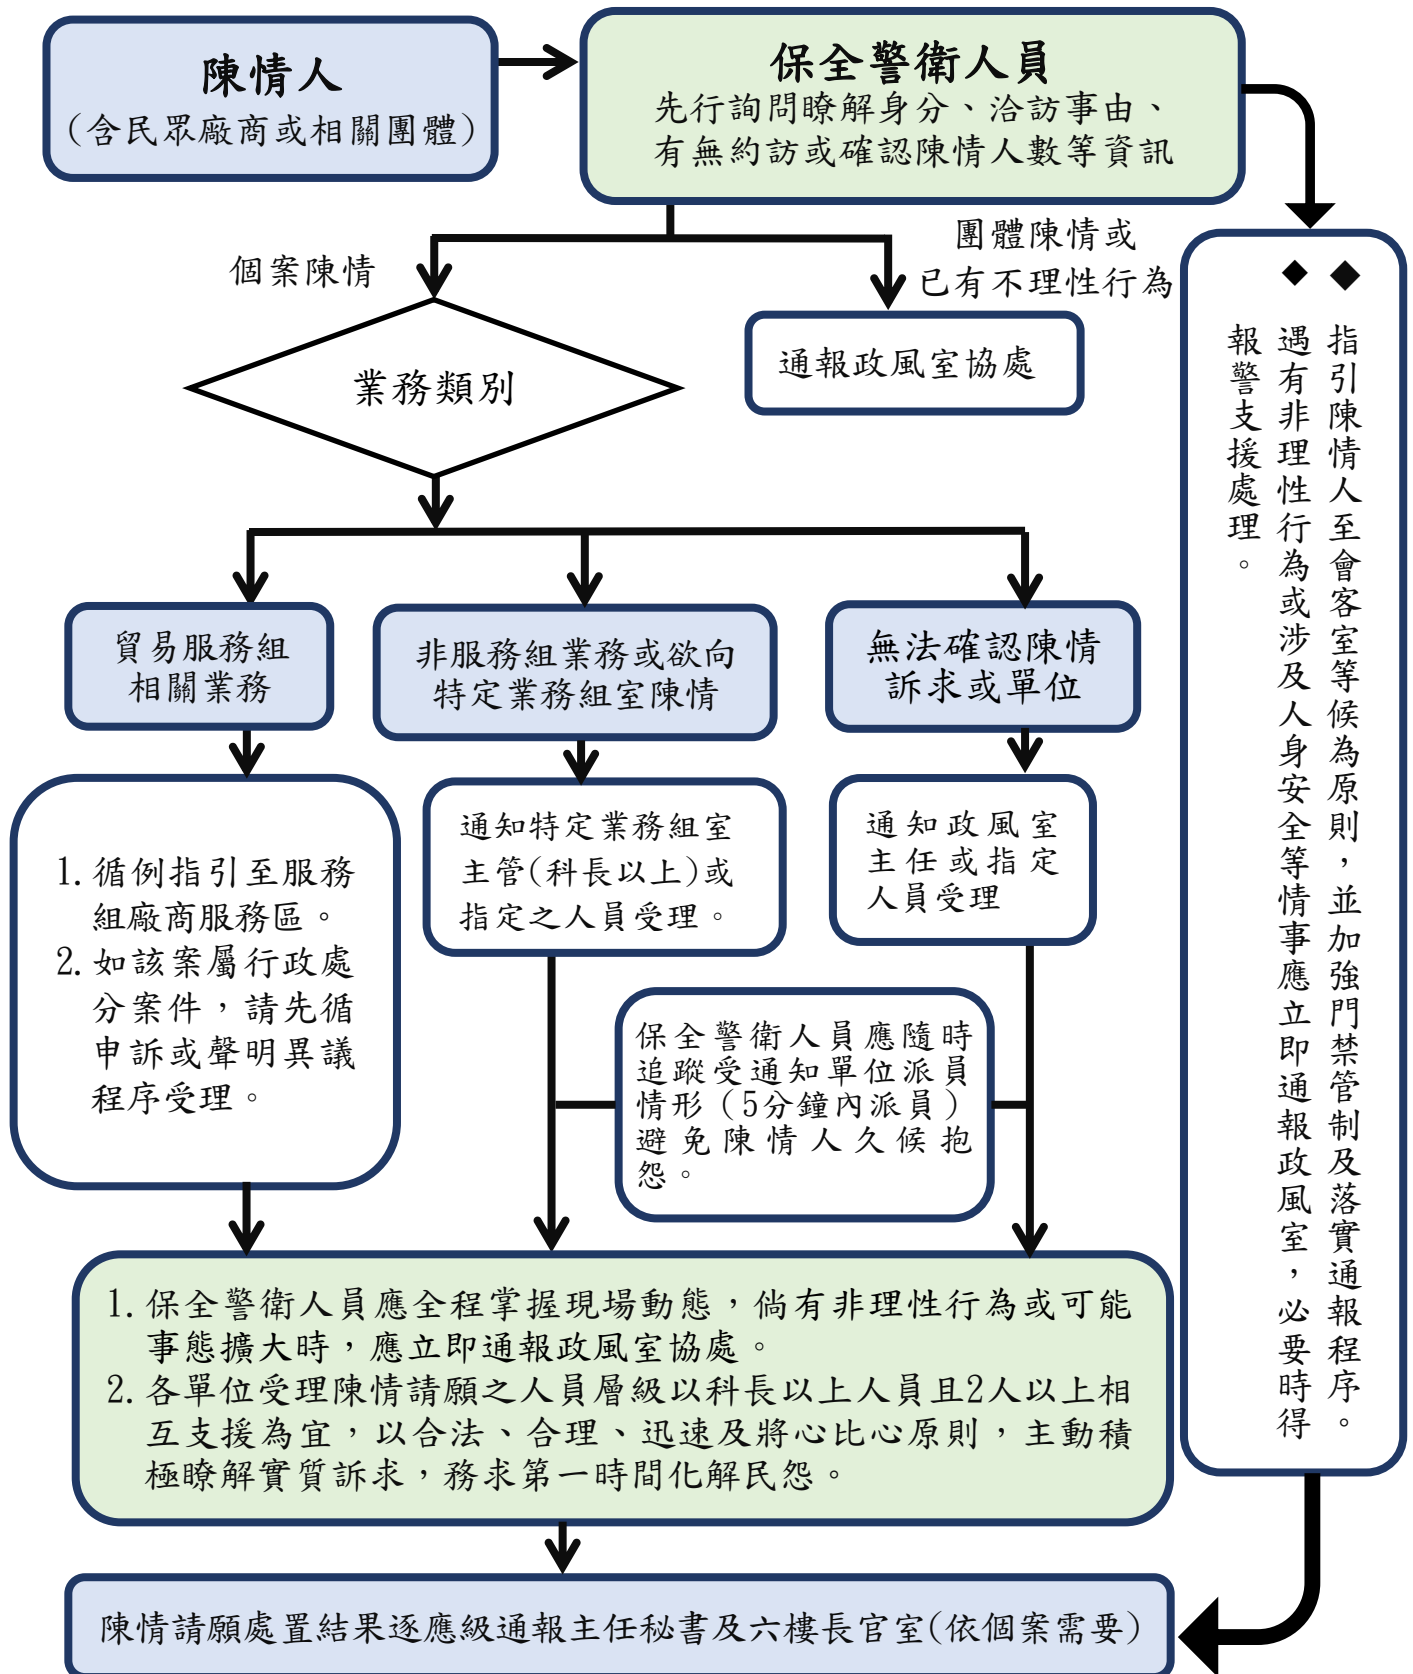 陳情人
(含民眾廠商或相關團體)
保全警衛人員
先行詢問瞭解身分、洽訪事由、
有無約訪或確認陳情人數等資訊
個案陳情
團體陳情或
已有不理性行為
業務類別
通報政風室協處
◆指引陳情人至會客室等候為原則，並加強門禁管制及落實通報程序。
◆遇有非理性行為或涉及人身安全等情事應立即通報政風室，必要時得
報警支援處理。
貿易服務組
相關業務
非服務組業務或欲向
特定業務組室陳情
無法確認陳情
訴求或單位
1.循例指引至服務
組廠商服務區。
2.如該案屬行政處
分案件，請先循
申訴或聲明異議
程序受理。
通知特定業務組室
主管(科長以上)或
指定之人員受理。
通知政風室
主任或指定
人員受理
保全警衛人員應隨時
追蹤受通知單位派員
情形（5分鐘內派員）
避免陳情人久候抱
怨。
1.保全警衛人員應全程掌握現場動態，倘有非理性行為或可能
事態擴大時，應立即通報政風室協處。
2.各單位受理陳情請願之人員層級以科長以上人員且2人以上相
互支援為宜，以合法、合理、迅速及將心比心原則，主動積
極瞭解實質訴求，務求第一時間化解民怨。
陳情請願處置結果逐應級通報主任秘書及六樓長官室(依個案需要)